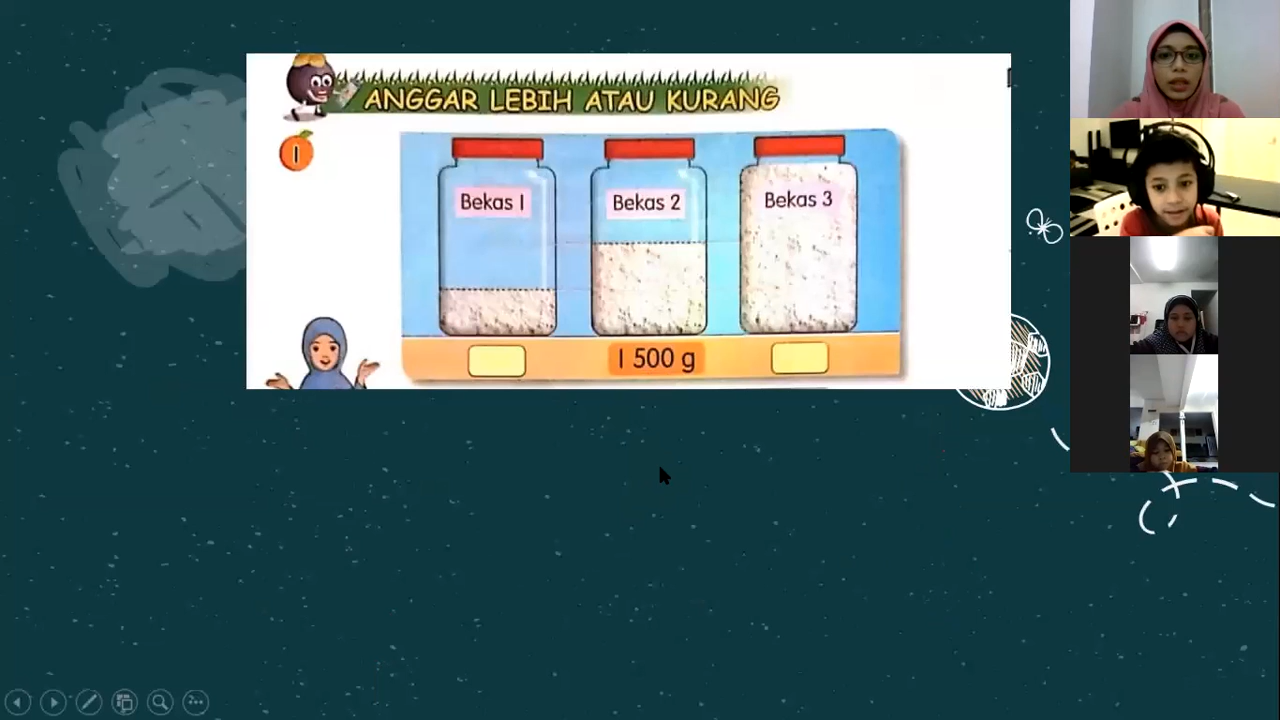 ANGGAR LEBIH ATAU KURANG
1
Bekas 1
Bekas 2
Bekas 3
1 500 g